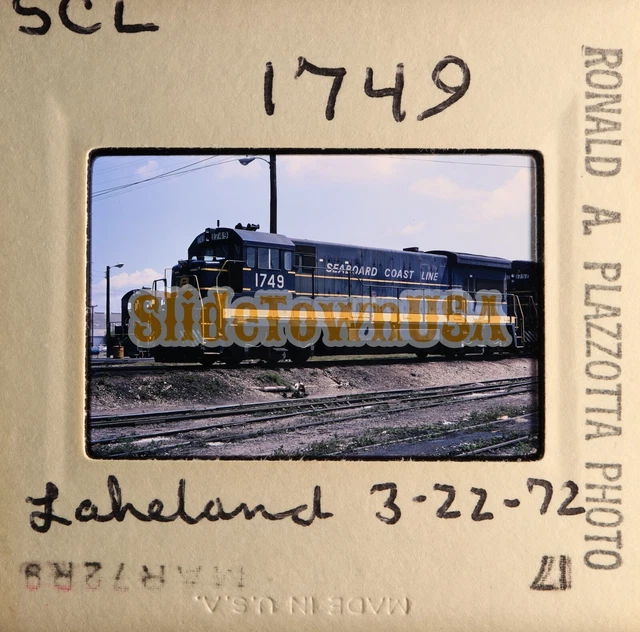 SCL
1749
1749
1749
SEABOARD COAST LINE
SlideTownUSA
Lakeland 3-22-72
RONALD A PLAZZOTTA PHOTO
17
MAR72R9
MADE IN U.S.A.